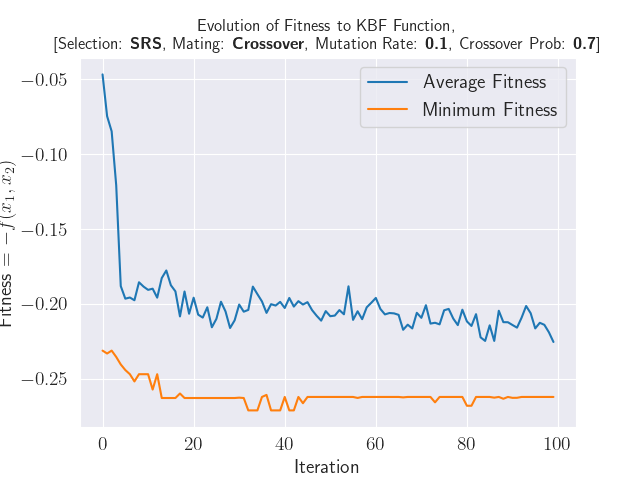 Evolution of Fitness to KBF Function,
[Selection: SRS, Mating: Crossover, Mutation Rate: 0.1, Crossover Prob: 0.7]
Average Fitness
Minimum Fitness
Fitness = −f(x₁, x₂)
−0.05
−0.10
−0.15
−0.20
−0.25
0 20 40 60 80 100
Iteration